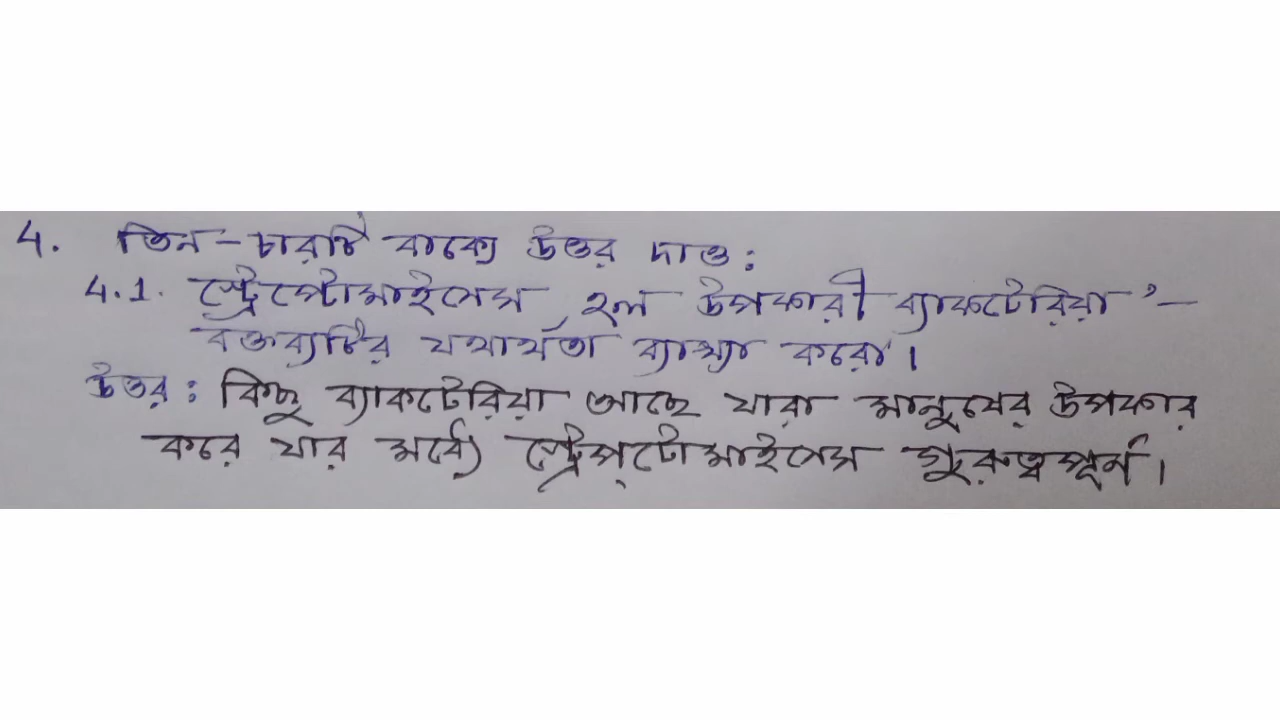 4. তিন-চারটি বাক্যে উত্তর দাও :
4.1. স্ট্রেপ্টোমাইসেস হল উপকারী ব্যাকটেরিয়া’–
বক্তব্যটির যথার্থতা ব্যাখ্যা করো।
উত্তর : কিছু ব্যাকটেরিয়া আছে যারা মানুষের উপকার
করে যার মধ্যে স্ট্রেপ্‌টোমাইসেস গুরুত্বপূর্ণ।